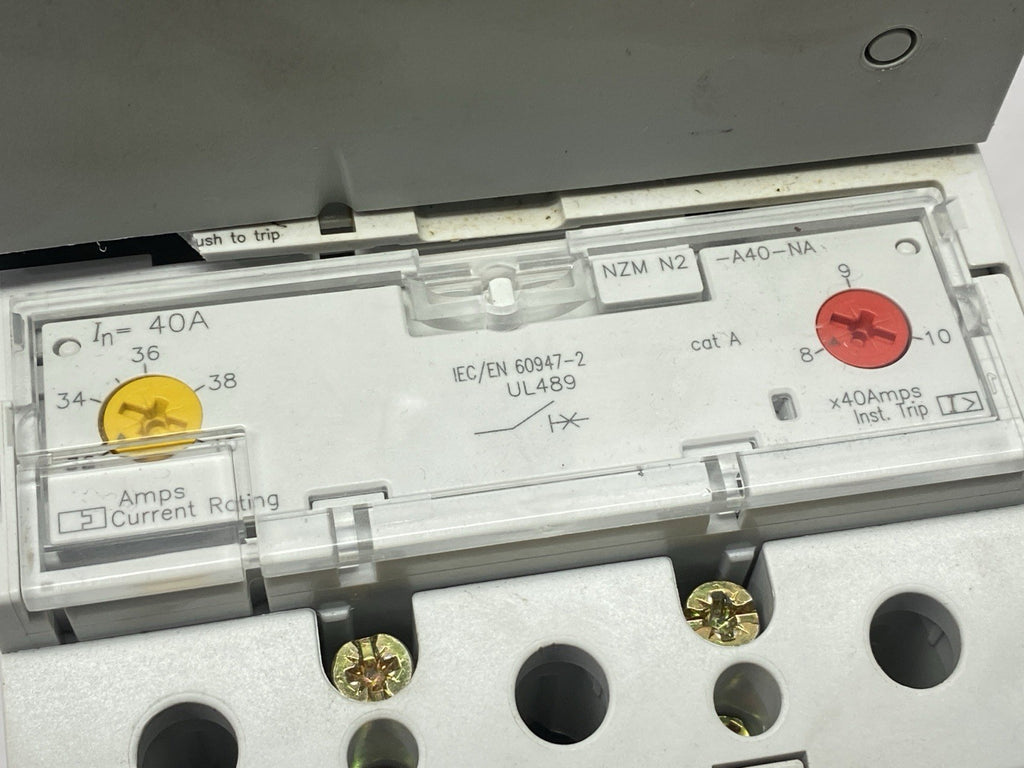 ush to trip
NZM N2 -A40-NA
In= 40A
36
34
38
IEC/EN 60947-2
UL489
cat A
9
8
10
x40Amps
Inst. Trip
Amps
Current Rating